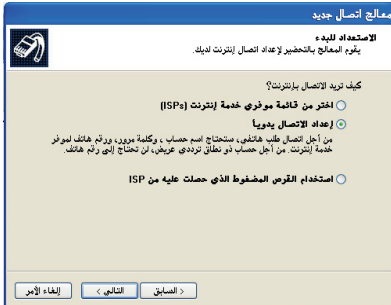 معالج اتصال جديد
الاستعداد للبدء
يقوم المعالج بالتحضير لإعداد اتصال إنترنت لديك.
كيف تريد الاتصال بإنترنت؟
اختر من قائمة موفري خدمة إنترنت (ISPs)
إعداد الاتصال يدوياً
من أجل اتصال طلب هاتفي، ستحتاج اسم حساب ، وكلمة مرور، ورقم هاتف لموفر
خدمة إنترنت. من أجل حساب ذو نطاق ترددي عريض، لن تحتاج إلى رقم هاتف.
استخدام القرص المضغوط الذي حصلت عليه من ISP
< السابق
التالي >
إلغاء الأمر